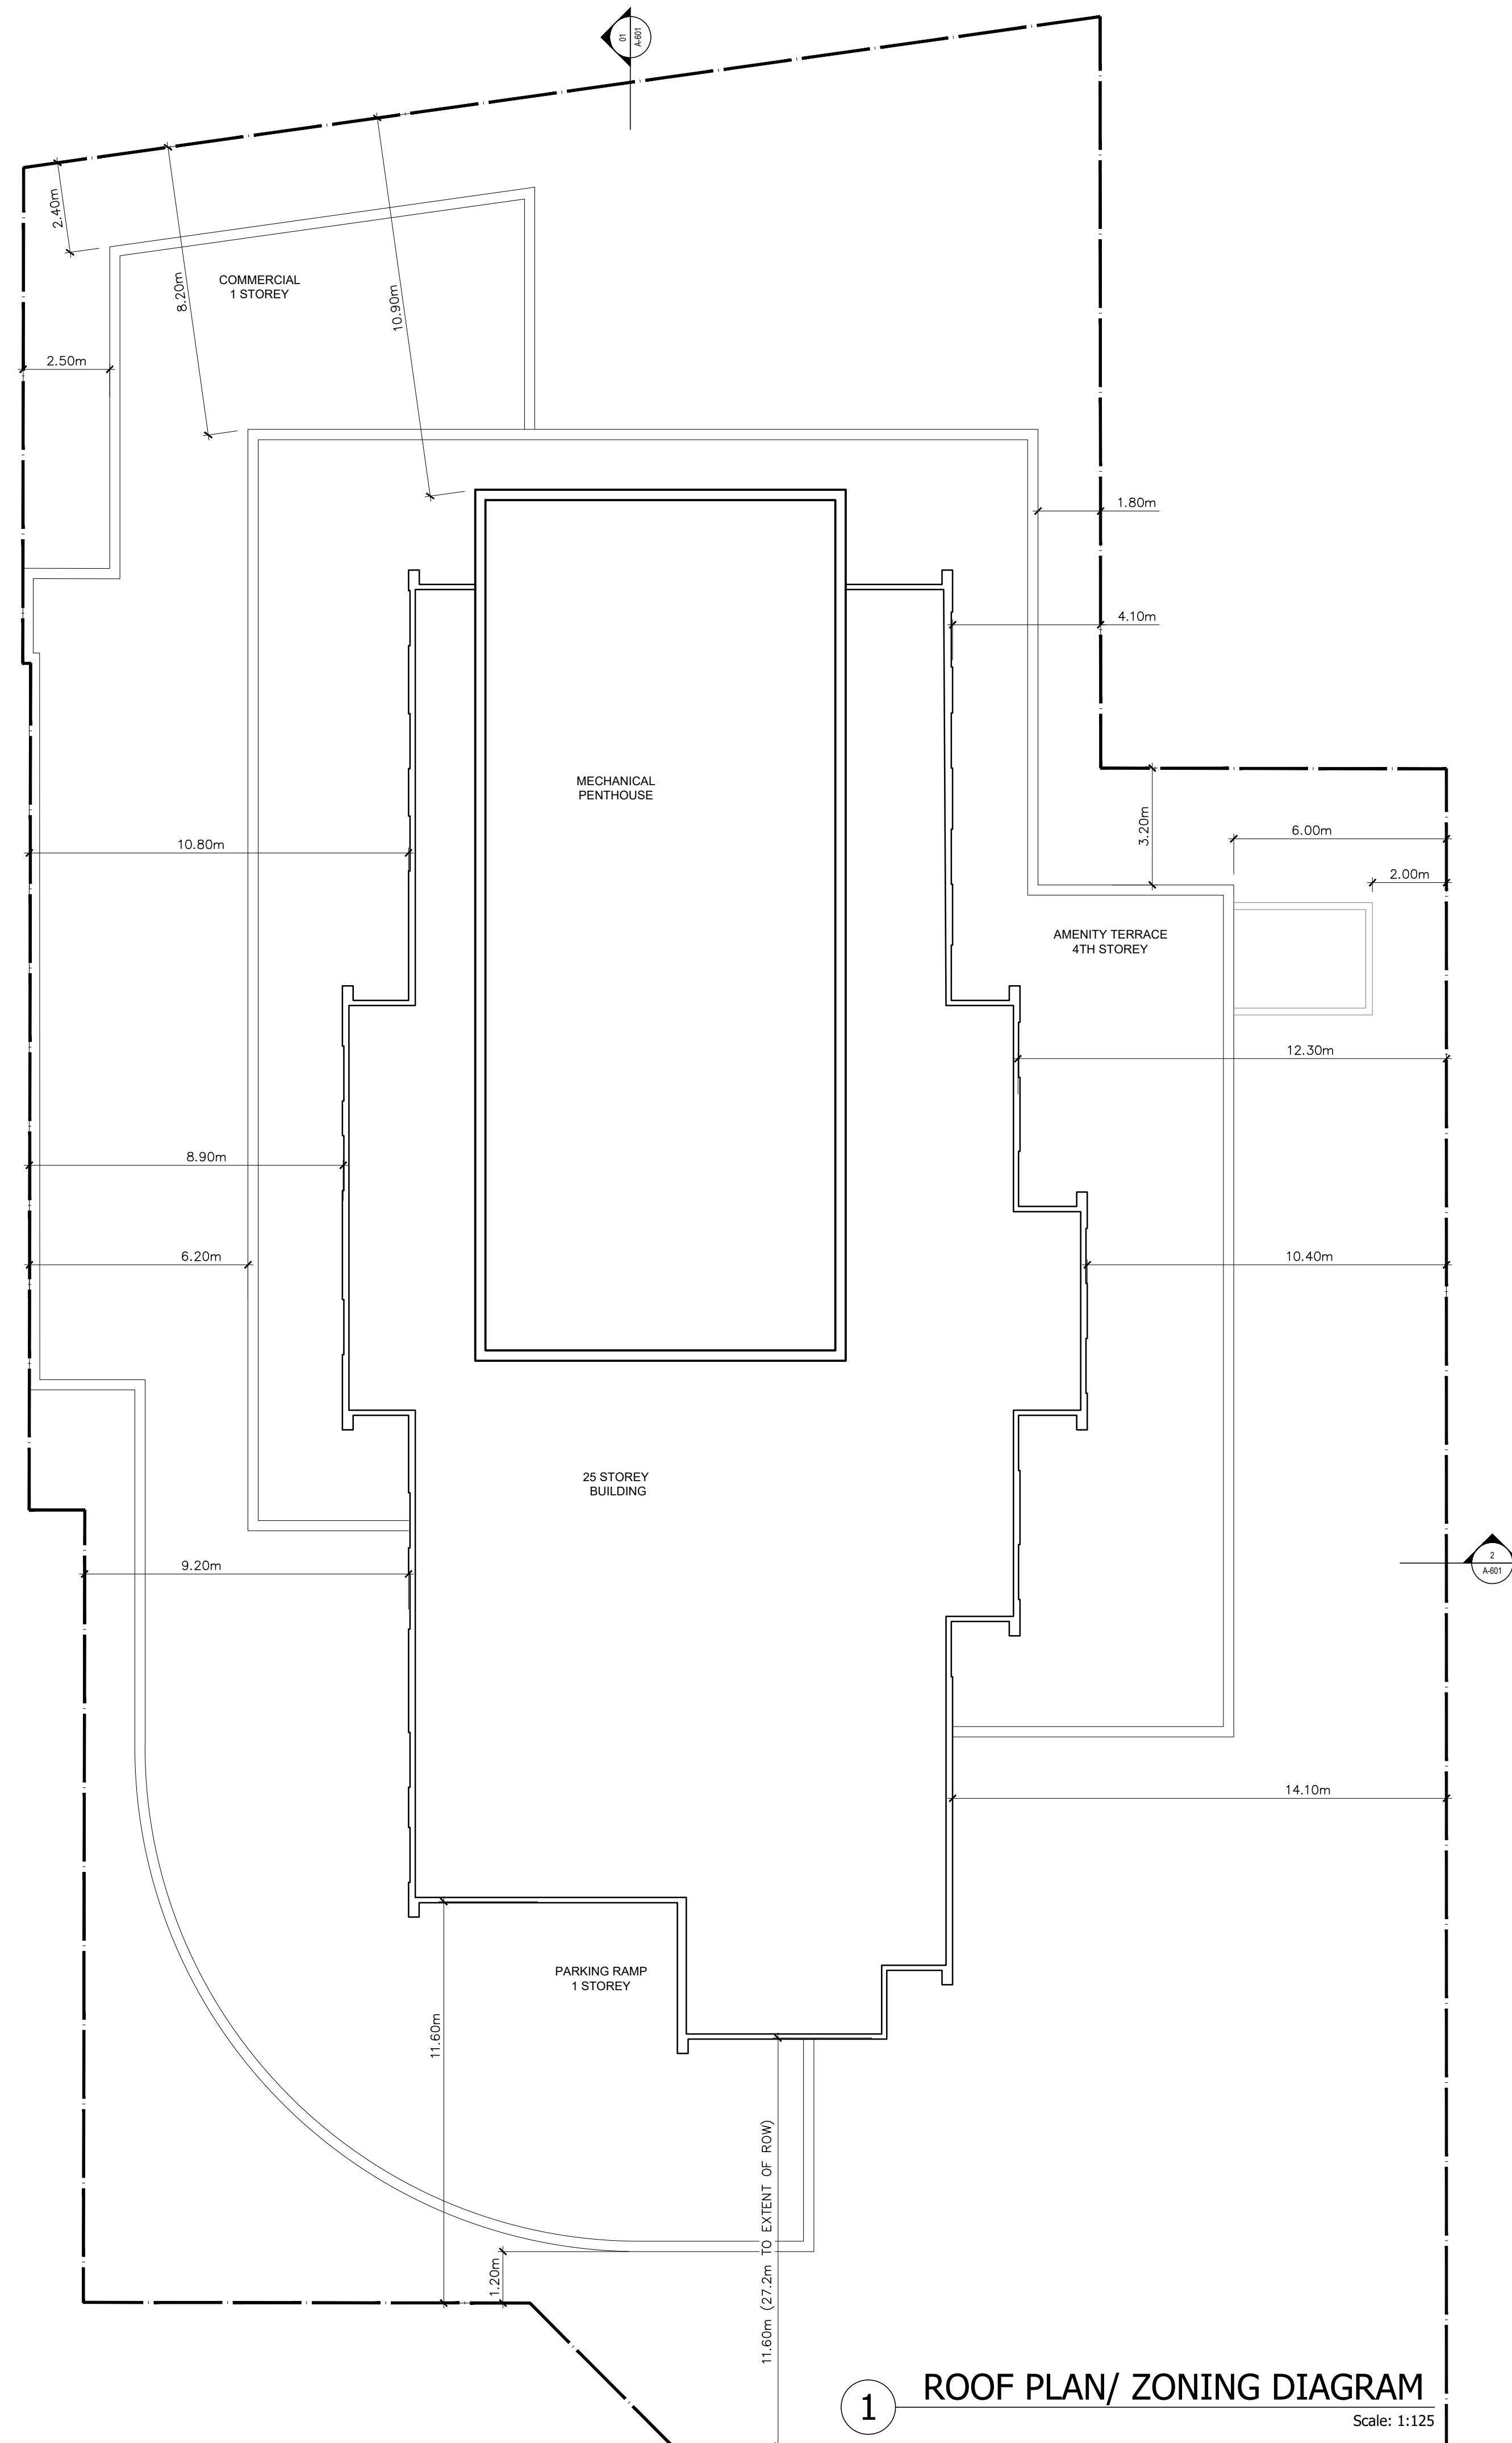 01
A-601
2.40m
8.20m
10.90m
COMMERCIAL
1 STOREY
2.50m
1.80m
4.10m
MECHANICAL
PENTHOUSE
3.20m
6.00m
10.80m
2.00m
AMENITY TERRACE
4TH STOREY
12.30m
8.90m
6.20m
10.40m
25 STOREY
BUILDING
2
A-601
9.20m
14.10m
PARKING RAMP
1 STOREY
11.60m
11.60m (27.2m TO EXTENT OF ROW)
1.20m
1
ROOF PLAN/ ZONING DIAGRAM
Scale: 1:125